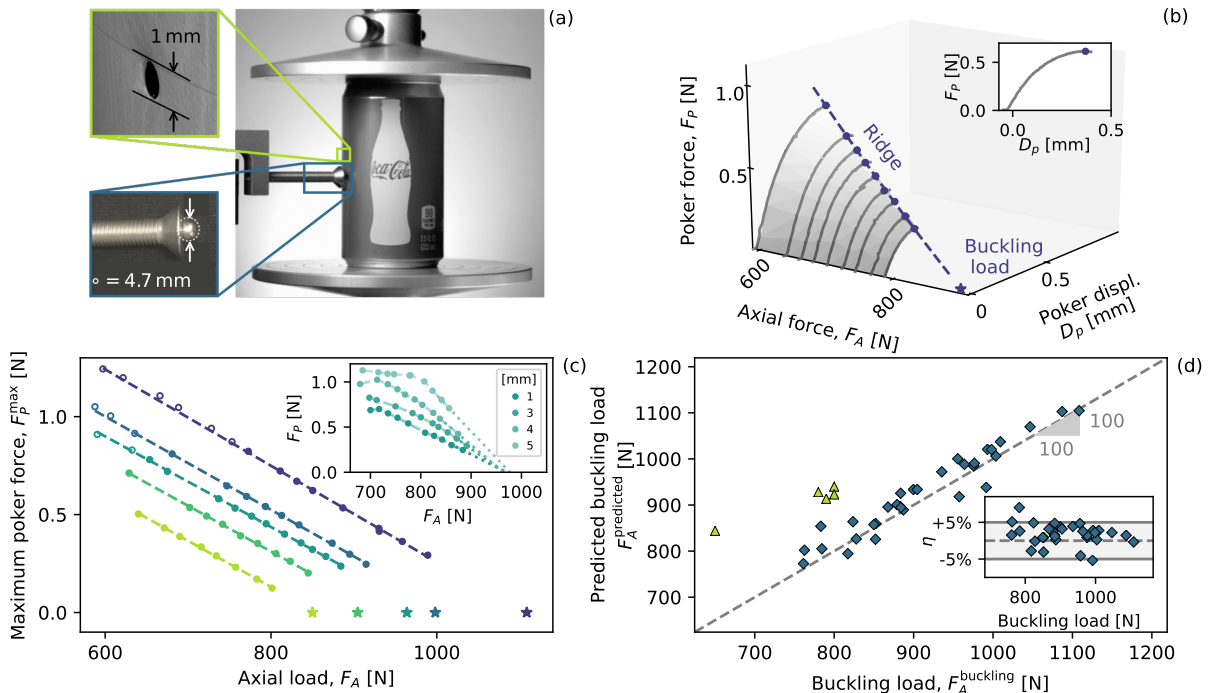 (a)
1 mm
Coca-Cola
90
= 4.7 mm
(b)
Poker force, F_P [N]
1.0
0.5
Ridge
Buckling
load
600
800
Axial force, F_A [N]
0
0.5
Poker displ.
D_p [mm]
F_P [N]
0.5
0.0
0.0
0.5
D_p [mm]
(c)
Maximum poker force, F_P^max [N]
1.0
0.5
0.0
600
800
1000
Axial load, F_A [N]
F_P [N]
1.0
0.5
0.0
700
800
900
1000
F_A [N]
[mm]
1
3
4
5
(d)
Predicted buckling load
F_A^predicted [N]
1200
1100
1000
900
800
700
700
800
900
1000
1100
1200
Buckling load, F_A^buckling [N]
100
100
η
+5%
-5%
800
1000
Buckling load [N]